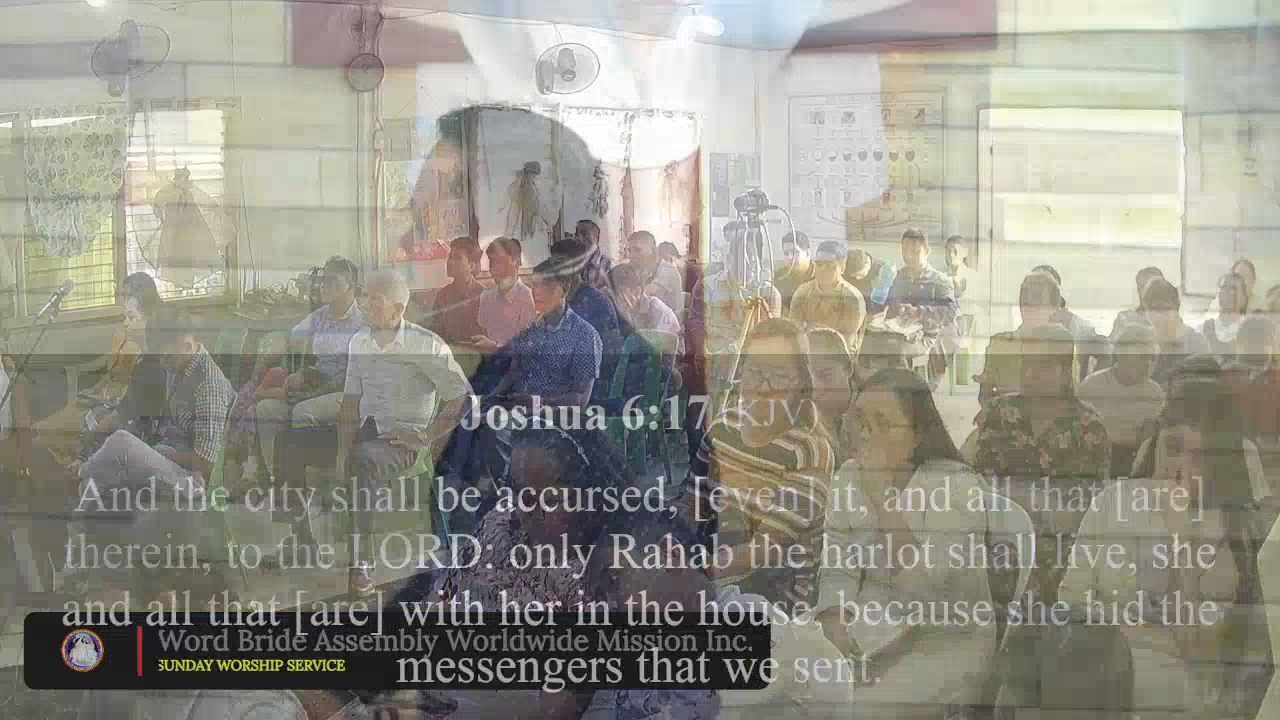 Joshua 6:17 (KJV)
And the city shall be accursed, [even] it, and all that [are]
therein, to the LORD: only Rahab the harlot shall live, she
and all that [are] with her in the house, because she hid the
messengers that we sent.
Word Bride Assembly Worldwide Mission Inc.
SUNDAY WORSHIP SERVICE